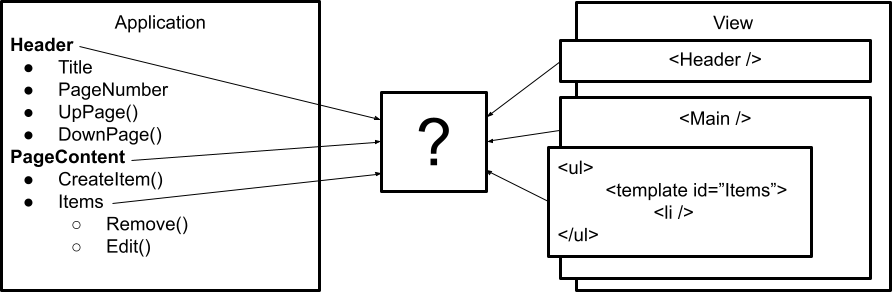 Application
Header
● Title
● PageNumber
● UpPage()
● DownPage()
PageContent
● CreateItem()
● Items
○ Remove()
○ Edit()
?
View
<Header />
<Main />
<ul>
<template id=”Items”>
<li />
</ul>